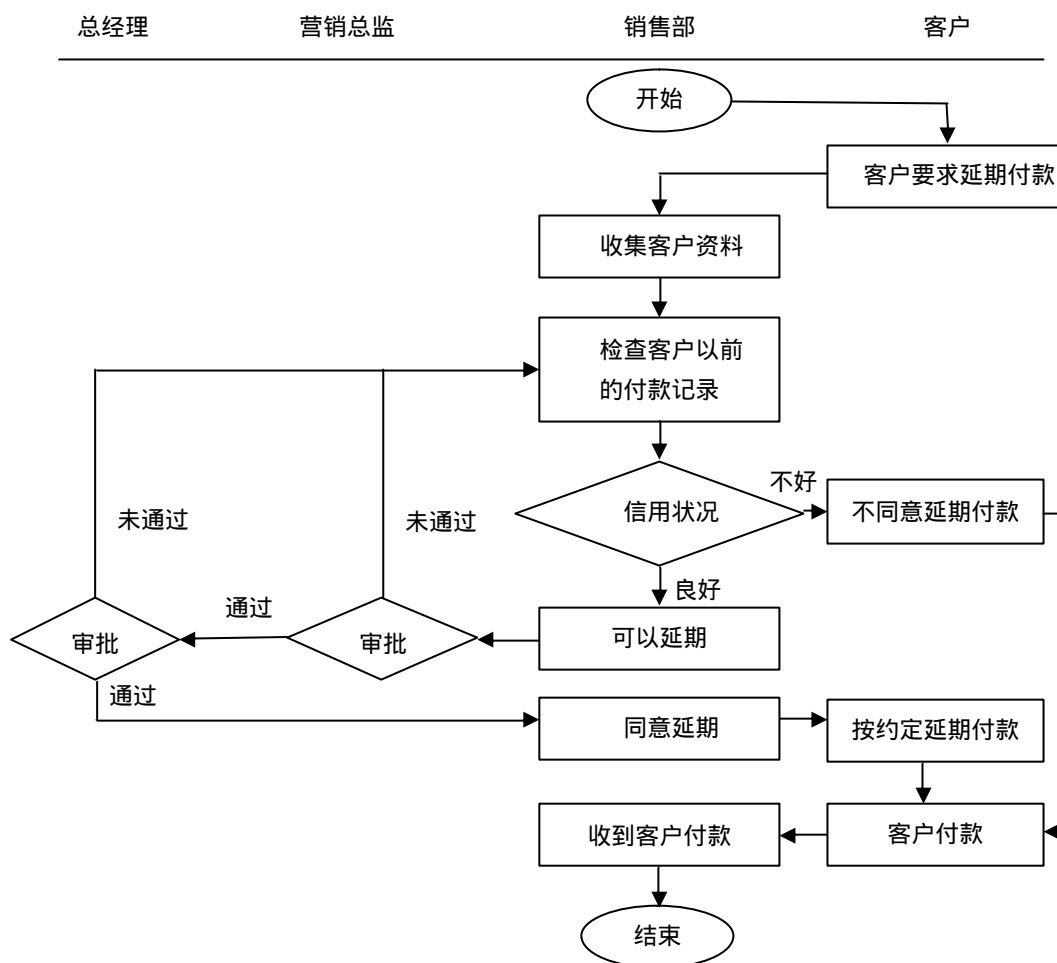 总经理 营销总监 销售部 客户
开始
客户要求延期付款
收集客户资料
检查客户以前
的付款记录
不好
信用状况
不同意延期付款
未通过
未通过
良好
通过
审批
审批
可以延期
通过
同意延期
按约定延期付款
收到客户付款
客户付款
结束